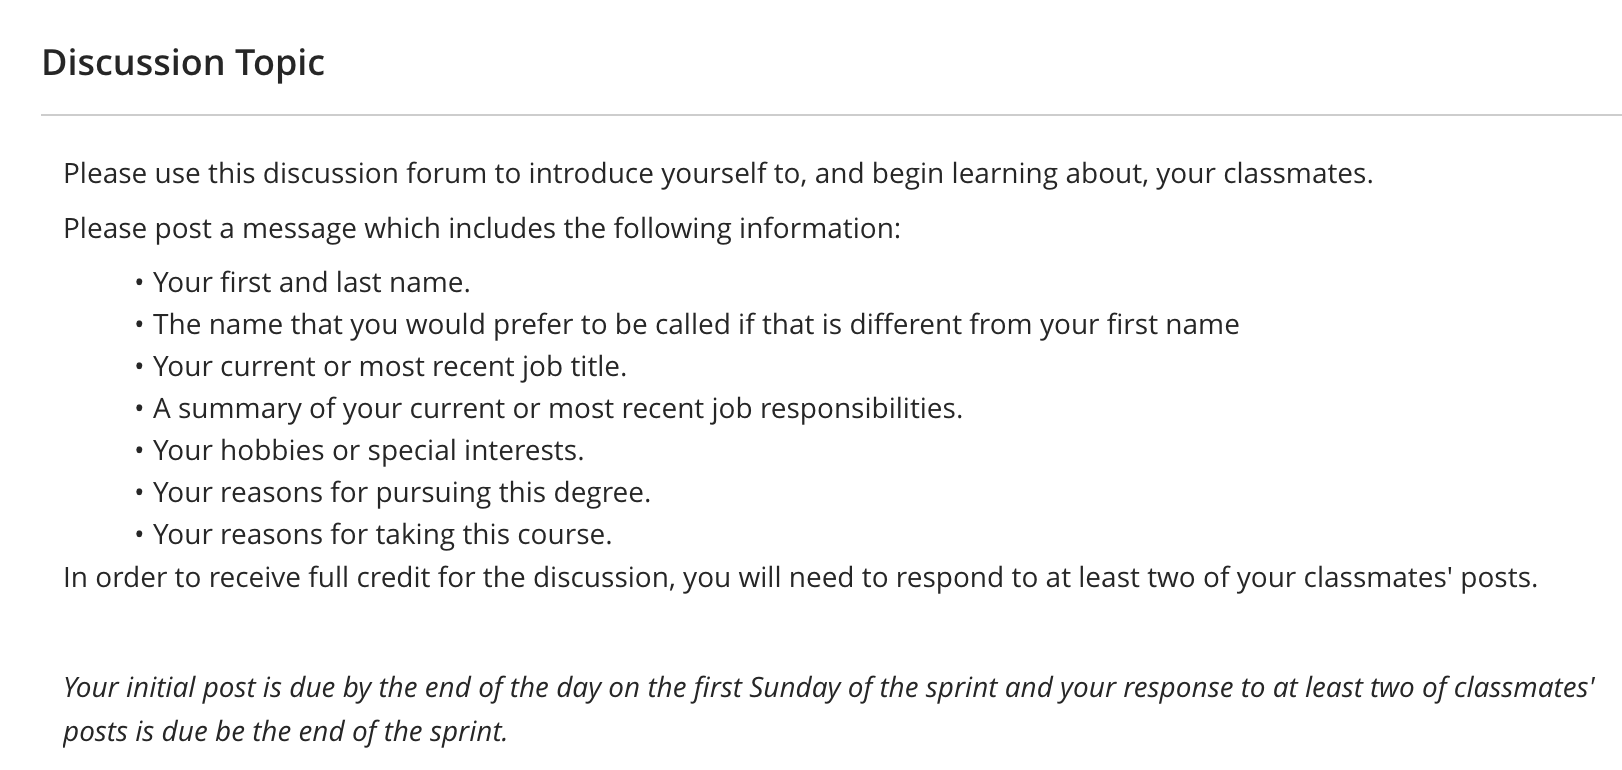 Discussion Topic
Please use this discussion forum to introduce yourself to, and begin learning about, your classmates.
Please post a message which includes the following information:
• Your first and last name.
• The name that you would prefer to be called if that is different from your first name
• Your current or most recent job title.
• A summary of your current or most recent job responsibilities.
• Your hobbies or special interests.
• Your reasons for pursuing this degree.
• Your reasons for taking this course.
In order to receive full credit for the discussion, you will need to respond to at least two of your classmates' posts.
Your initial post is due by the end of the day on the first Sunday of the sprint and your response to at least two of classmates'
posts is due be the end of the sprint.